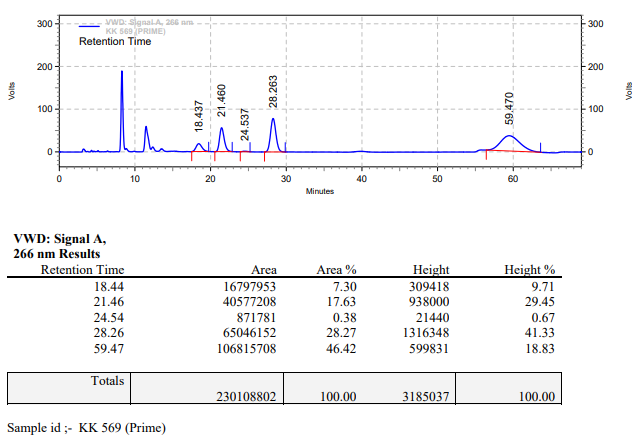 VWD: Signal A, 266 nm
KK 569 (PRIME)
Retention Time
300
200
100
0
Volts
300
200
100
0
Volts
18.437
21.460
24.537
28.263
59.470
0 10 20 30 40 50 60
Minutes
VWD: Signal A,
266 nm Results
Retention Time Area Area % Height Height %
18.44 16797953 7.30 309418 9.71
21.46 40577208 17.63 938000 29.45
24.54 871781 0.38 21440 0.67
28.26 65046152 28.27 1316348 41.33
59.47 106815708 46.42 599831 18.83
Totals
230108802 100.00 3185037 100.00
Sample id ;- KK 569 (Prime)